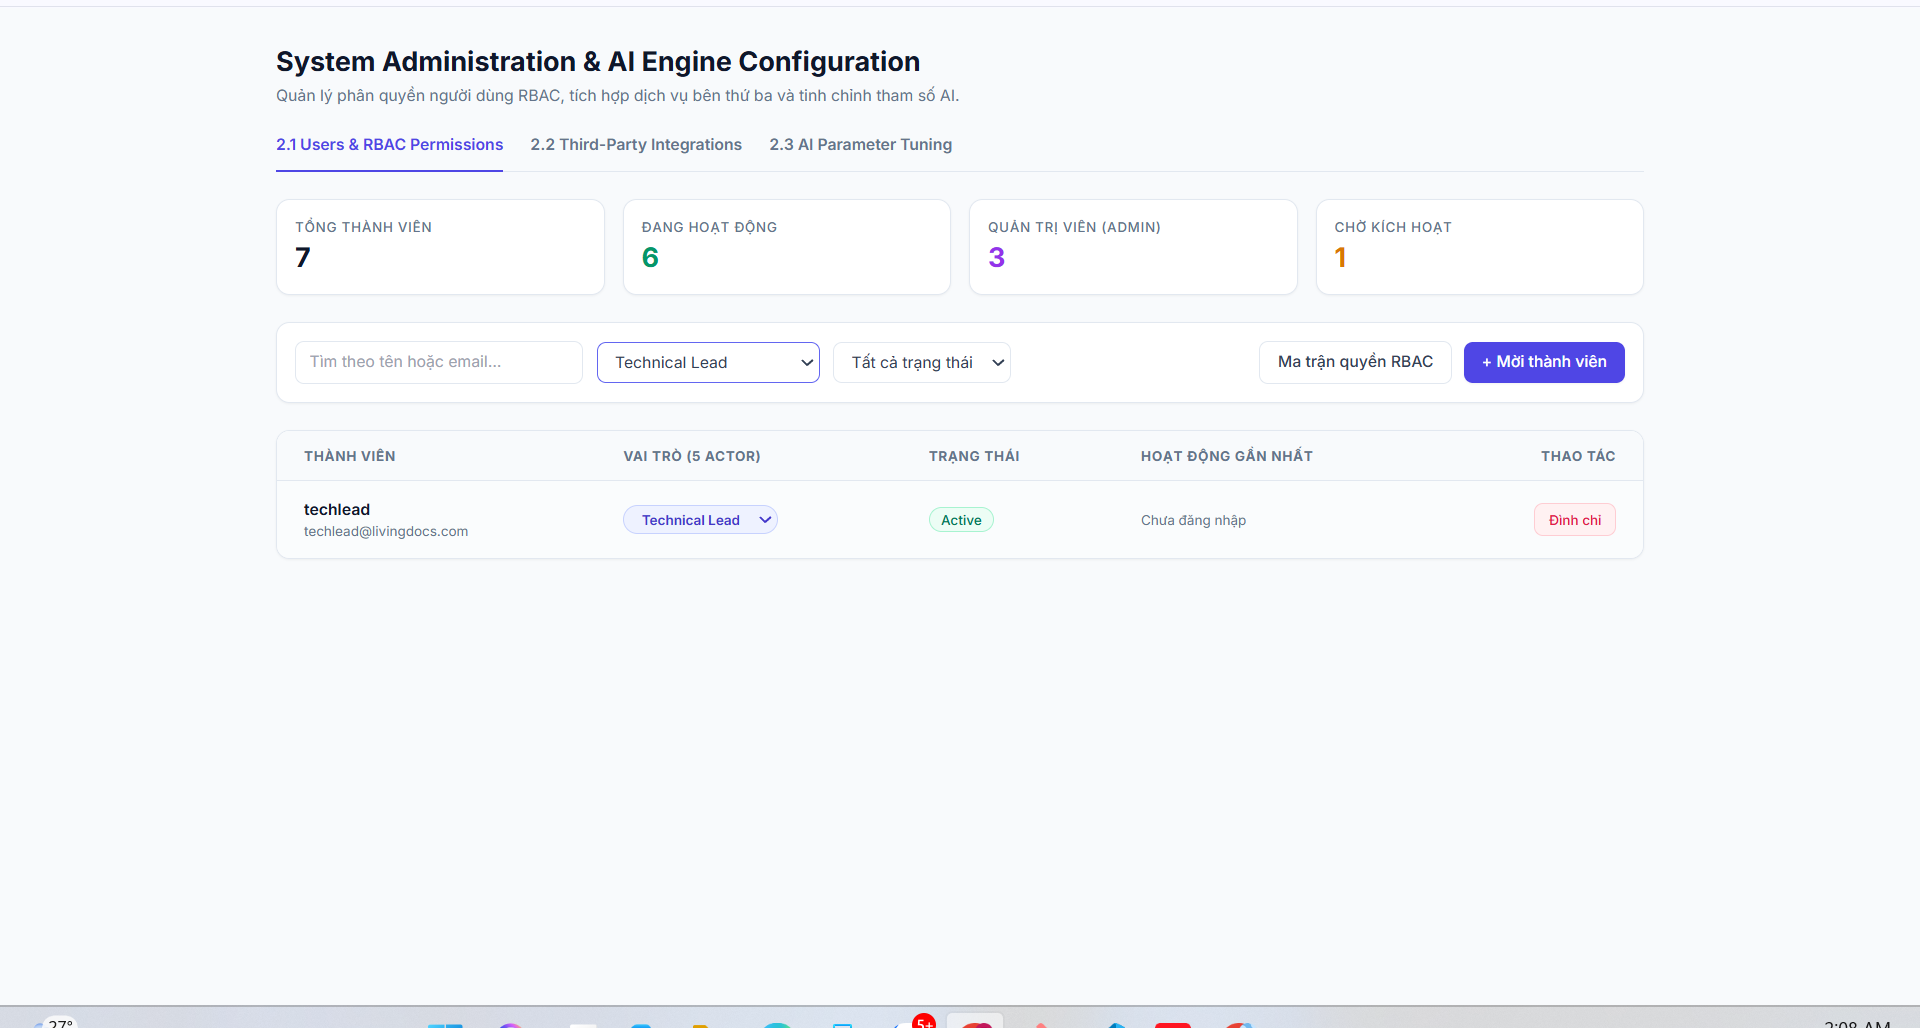 System Administration & AI Engine Configuration
Quản lý phân quyền người dùng RBAC, tích hợp dịch vụ bên thứ ba và tinh chỉnh tham số AI.
2.1 Users & RBAC Permissions 2.2 Third-Party Integrations 2.3 AI Parameter Tuning
TỔNG THÀNH VIÊN ĐANG HOẠT ĐỘNG QUẢN TRỊ VIÊN (ADMIN) CHỜ KÍCH HOẠT
7 6 3 1
Tìm theo tên hoặc email... Technical Lead Tất cả trạng thái Ma trận quyền RBAC + Mời thành viên
THÀNH VIÊN VAI TRÒ (5 ACTOR) TRẠNG THÁI HOẠT ĐỘNG GẦN NHẤT THAO TÁC
techlead
techlead@livingdocs.com Technical Lead Active Chưa đăng nhập Đình chỉ
27° 5+ 2:08 AM